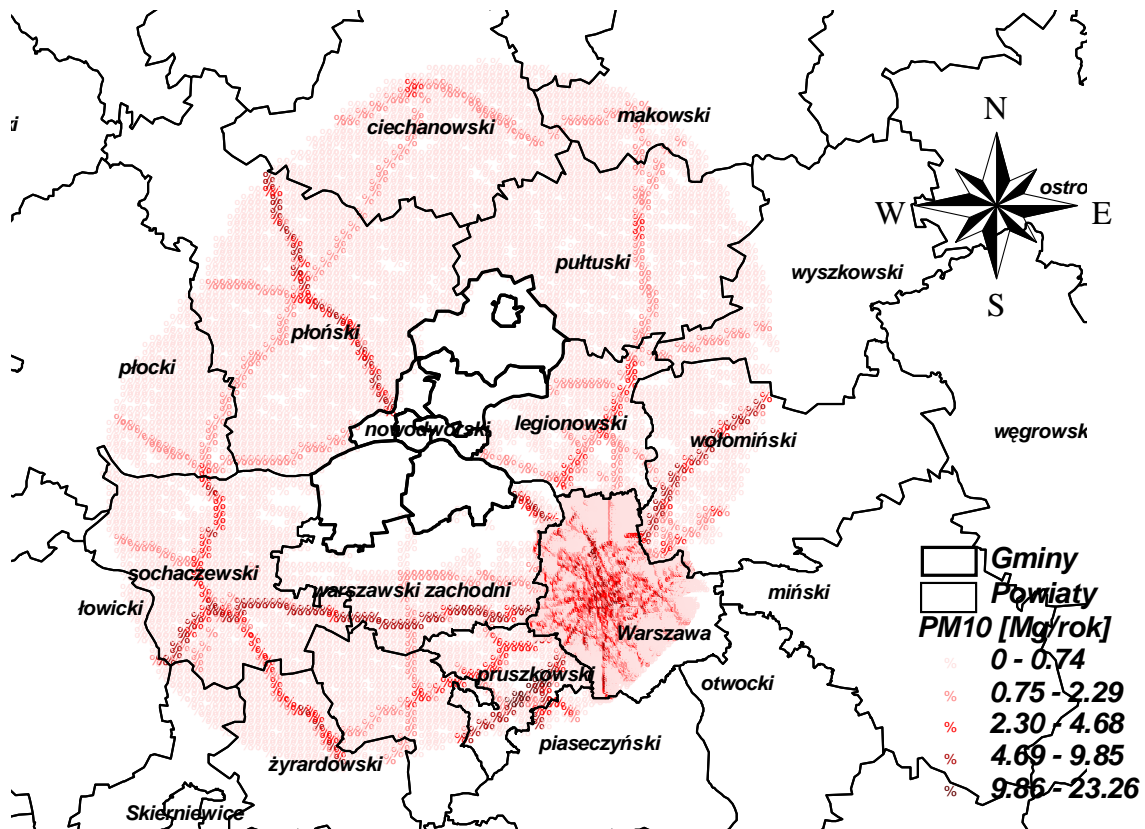 N
ki
ciechanowski
makowski
ostro
W
E
pułtuski
wyszkowski
S
płoński
płocki
nowodworski
legionowski
wołomiński
węgrowsk
sochaczewski
warszawski zachodni
łowicki
miński
Warszawa
pruszkowski
otwocki
piaseczyński
żyrardowski
Skierniewice
Gminy
Powiaty
PM10 [Mg/rok]
% 0 - 0.74
% 0.75 - 2.29
% 2.30 - 4.68
% 4.69 - 9.85
% 9.86 - 23.26